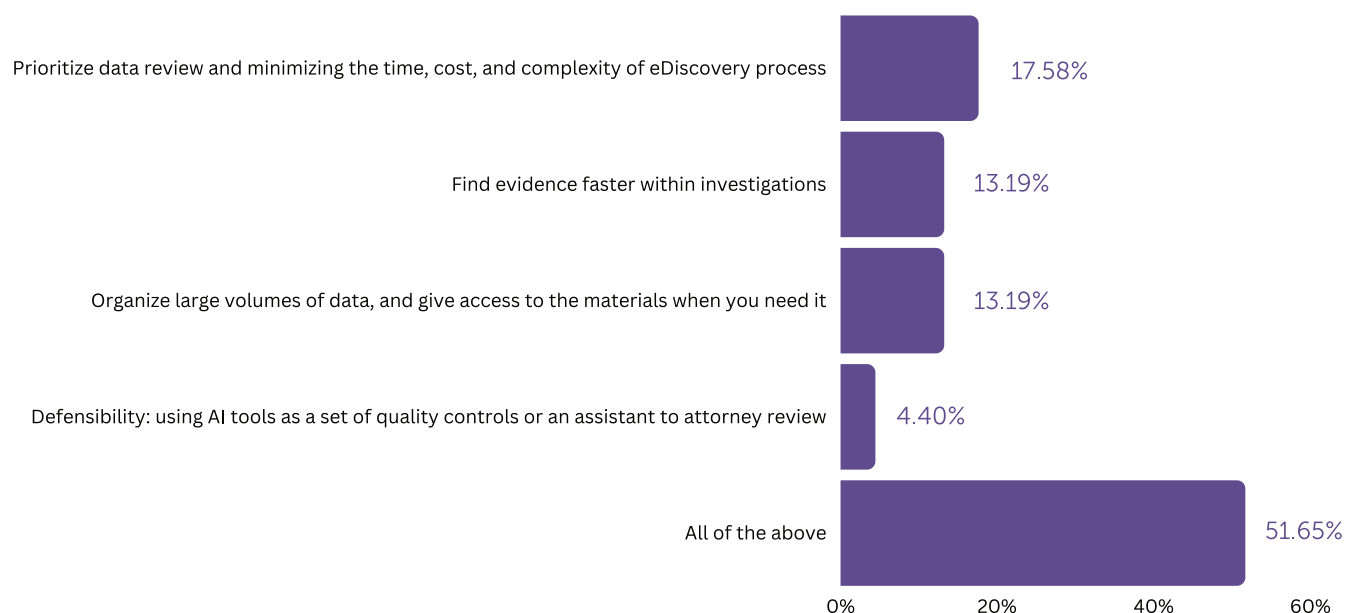 Prioritize data review and minimizing the time, cost, and complexity of eDiscovery process
17.58%
Find evidence faster within investigations
13.19%
Organize large volumes of data, and give access to the materials when you need it
13.19%
Defensibility: using AI tools as a set of quality controls or an assistant to attorney review
4.40%
All of the above
51.65%
0% 20% 40% 60%